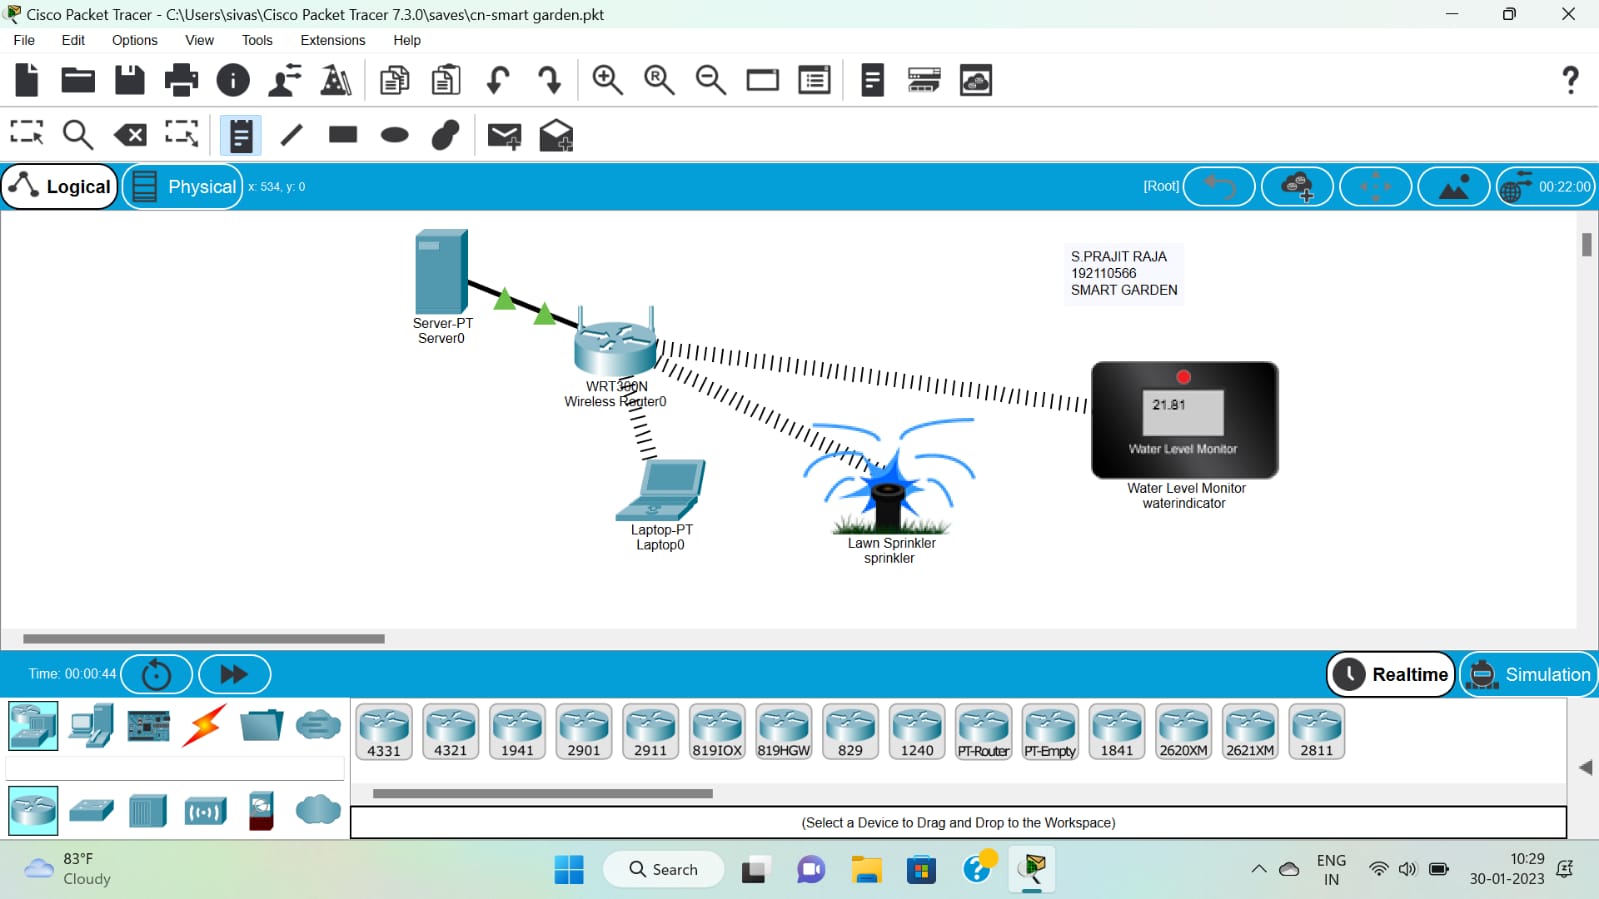 Cisco Packet Tracer - C:\Users\sivas\Cisco Packet Tracer 7.3.0\saves\cn-smart garden.pkt
File Edit Options View Tools Extensions Help
R
?
Logical Physical x: 534, y: 0 [Root] 00:22:00
S.PRAJIT RAJA
192110566
SMART GARDEN
Server-PT
Server0
WRT300N
Wireless Router0
21.81
Water Level Monitor
Water Level Monitor
waterindicator
Laptop-PT
Laptop0
Lawn Sprinkler
sprinkler
Time: 00:00:44 Realtime Simulation
4331 4321 1941 2901 2911 819IOX 819HGW 829 1240 PT-Router PT-Empty 1841 2620XM 2621XM 2811
(Select a Device to Drag and Drop to the Workspace)
83°F
Cloudy
Search
ENG
IN
10:29
30-01-2023